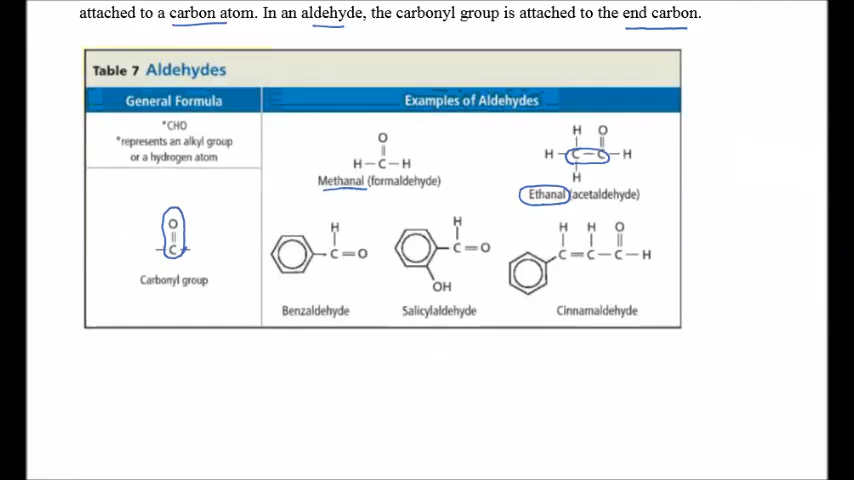 attached to a carbon atom. In an aldehyde, the carbonyl group is attached to the end carbon.
Table 7 Aldehydes
General Formula
Examples of Aldehydes
*CHO
*represents an alkyl group
or a hydrogen atom
O
H–C–H
Methanal (formaldehyde)
H O
H–C–C–H
H
Ethanal (acetaldehyde)
O
C
Carbonyl group
H
C=O
Benzaldehyde
H
C=O
OH
Salicylaldehyde
H H O
C=C–C–H
Cinnamaldehyde